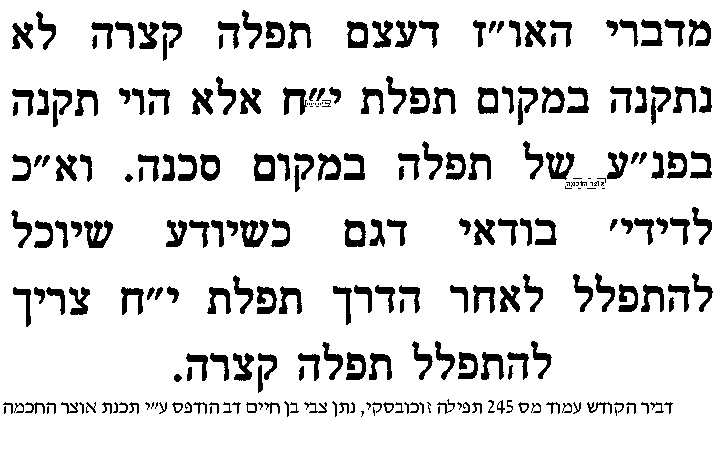 מדברי האו״ז דעצם תפלה קצרה לא
נתקנה במקום תפלת י״ח אלא הוי תקנה
בפנ״ע של תפלה במקום סכנה. וא״כ
לדידי׳ בודאי דגם כשיודע שיוכל
להתפלל לאחר הדרך תפלת י״ח צריך
להתפלל תפלה קצרה.
דביר הקודש עמוד מס 245 תפילה זוכובסקי, נתן צבי בן חיים דב הודפס ע״י תכנת אוצר החכמה